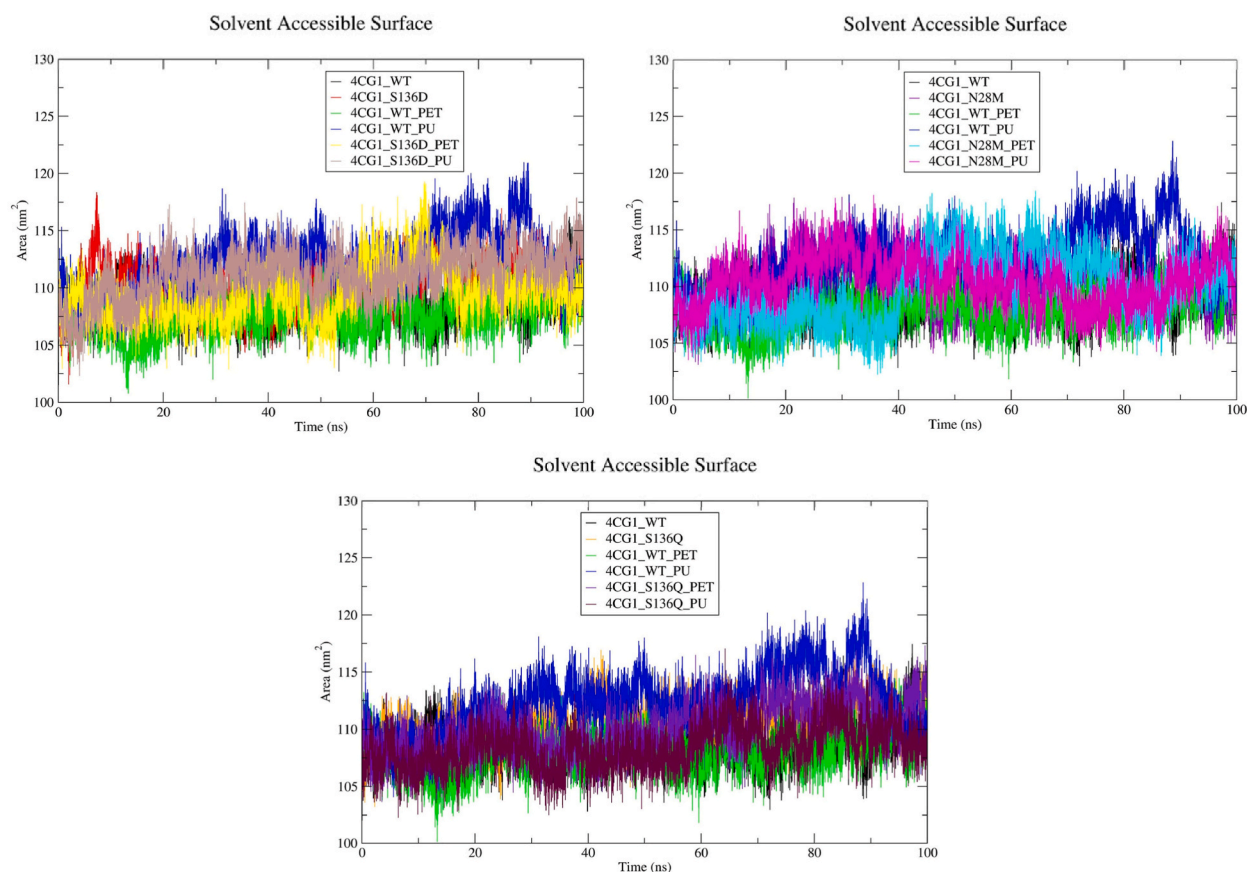 Solvent Accessible Surface
130
125
120
115
110
105
100
Area (nm²)
4CG1_WT
4CG1_S136D
4CG1_WT_PET
4CG1_WT_PU
4CG1_S136D_PET
4CG1_S136D_PU
0 20 40 60 80 100
Time (ns)
Solvent Accessible Surface
130
125
120
115
110
105
100
Area (nm²)
4CG1_WT
4CG1_N28M
4CG1_WT_PET
4CG1_WT_PU
4CG1_N28M_PET
4CG1_N28M_PU
0 20 40 60 80 100
Time (ns)
Solvent Accessible Surface
130
125
120
115
110
105
100
Area (nm²)
4CG1_WT
4CG1_S136Q
4CG1_WT_PET
4CG1_WT_PU
4CG1_S136Q_PET
4CG1_S136Q_PU
0 20 40 60 80 100
Time (ns)